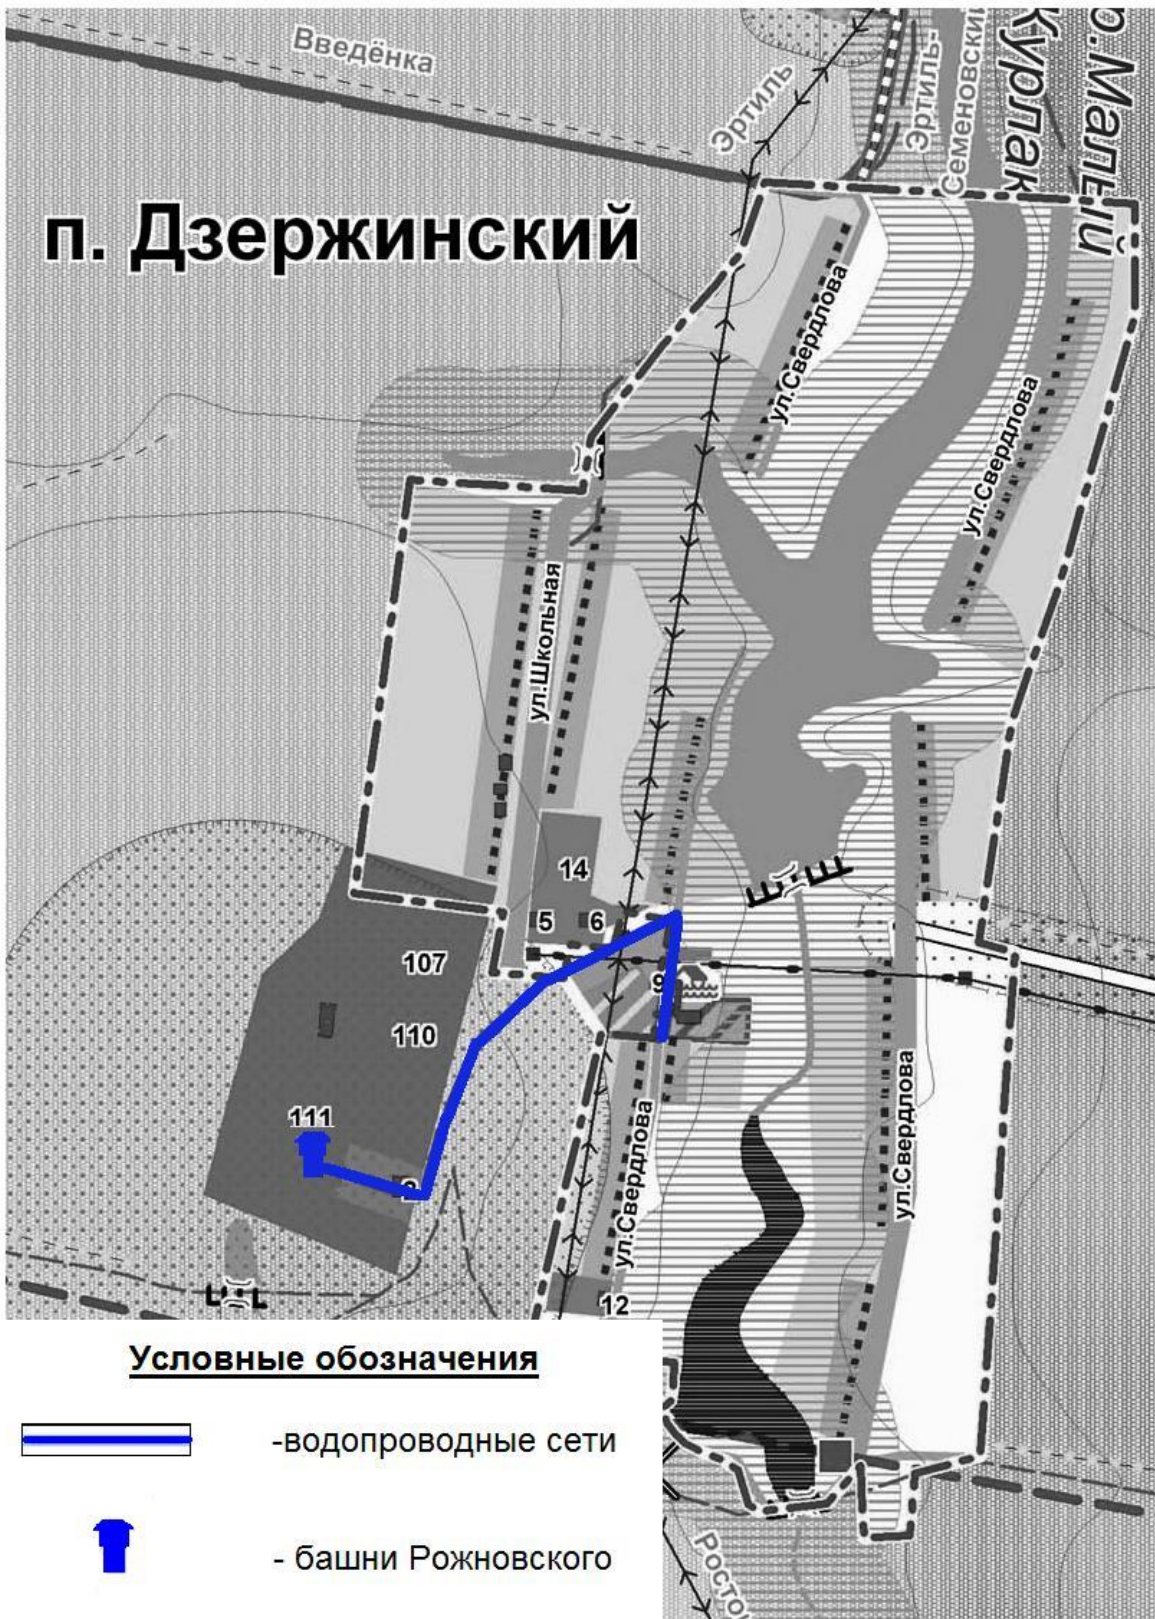 Введёнка
Эртиль
Эртиль-
Семеновский
р.Малый
Курлак
п. Дзержинский
ул.Свердлова
ул.Свердлова
ул.Школьная
14
5
6
107
9
110
111
ул.Свердлова
ул.Свердлова
12
Условные обозначения
-водопроводные сети
- башни Рожновского